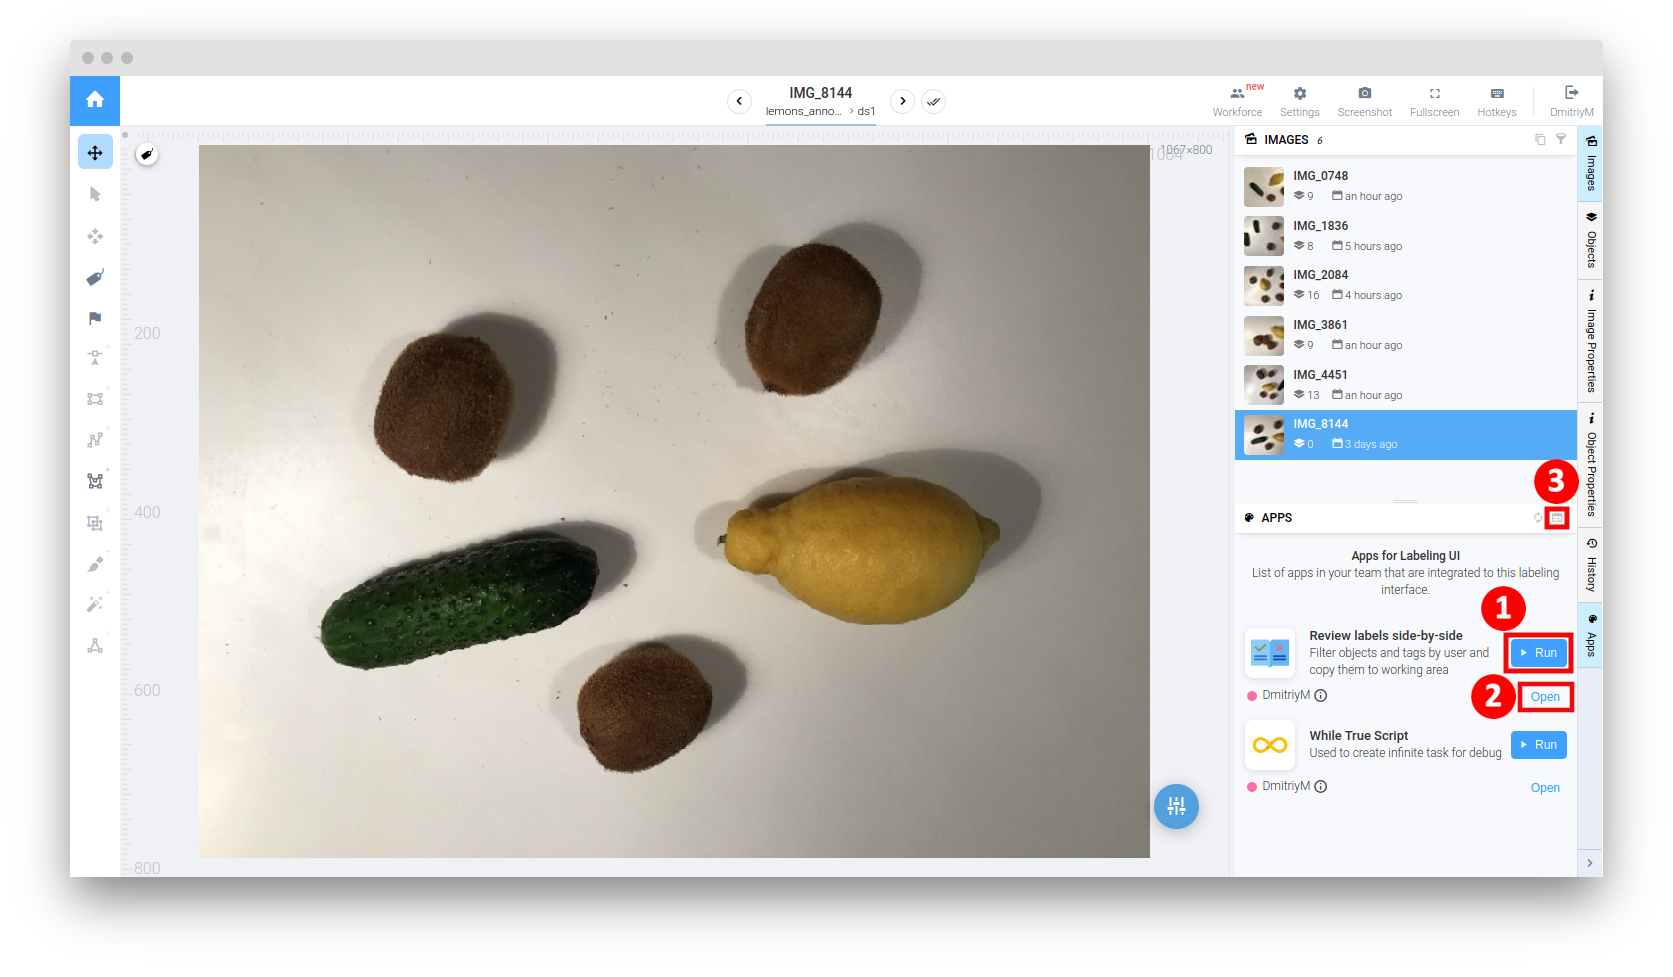 IMG_8144
lemons_anno... › ds1
Workforce
new
Settings
Screenshot
Fullscreen
Hotkeys
DmitriyM
1067×800
1064
200
400
600
800
IMAGES 6
IMG_0748
9 an hour ago
IMG_1836
8 5 hours ago
IMG_2084
16 4 hours ago
IMG_3861
9 an hour ago
IMG_4451
13 an hour ago
IMG_8144
0 3 days ago
3
APPS
Apps for Labeling UI
List of apps in your team that are integrated to this labeling
interface.
1
Review labels side-by-side
Filter objects and tags by user and
copy them to working area
Run
DmitriyM
2
Open
While True Script
Used to create infinite task for debug
Run
DmitriyM
Open
Images
Objects
Image Properties
Object Properties
History
Apps